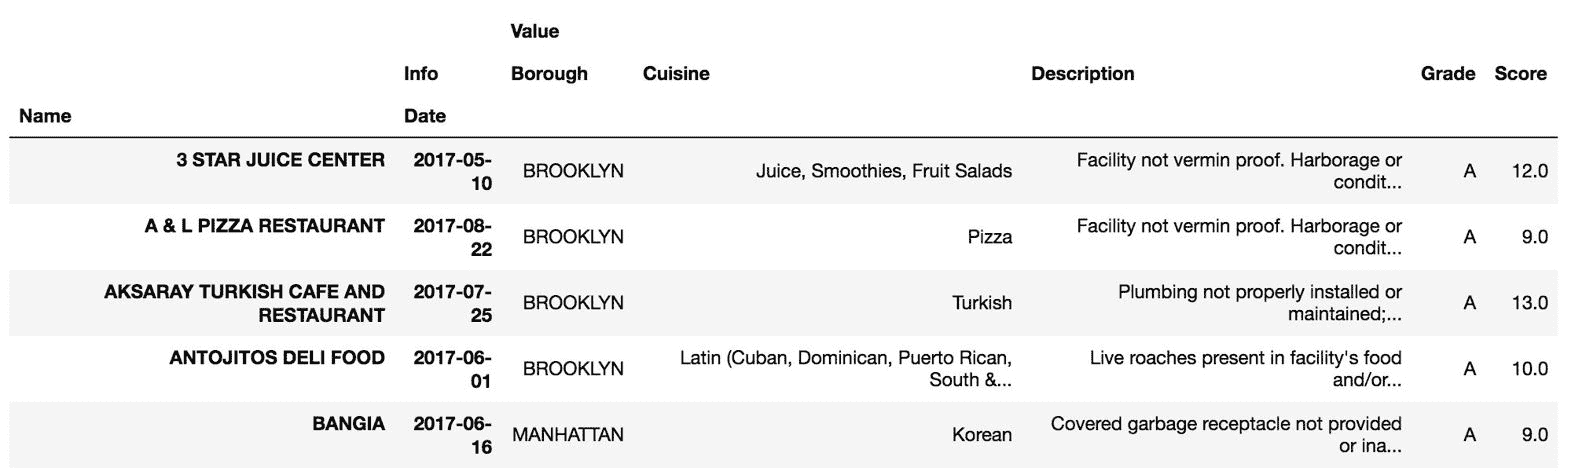 Value
Info Borough Cuisine Description Grade Score
Name Date
3 STAR JUICE CENTER 2017-05- BROOKLYN Juice, Smoothies, Fruit Salads Facility not vermin proof. Harborage or A 12.0
10 condit...
A & L PIZZA RESTAURANT 2017-08- BROOKLYN Pizza Facility not vermin proof. Harborage or A 9.0
22 condit...
AKSARAY TURKISH CAFE AND 2017-07- BROOKLYN Turkish Plumbing not properly installed or A 13.0
RESTAURANT 25 maintained;...
ANTOJITOS DELI FOOD 2017-06- BROOKLYN Latin (Cuban, Dominican, Puerto Rican, Live roaches present in facility's food A 10.0
01 South &... and/or...
BANGIA 2017-06- MANHATTAN Korean Covered garbage receptacle not provided A 9.0
16 or ina...